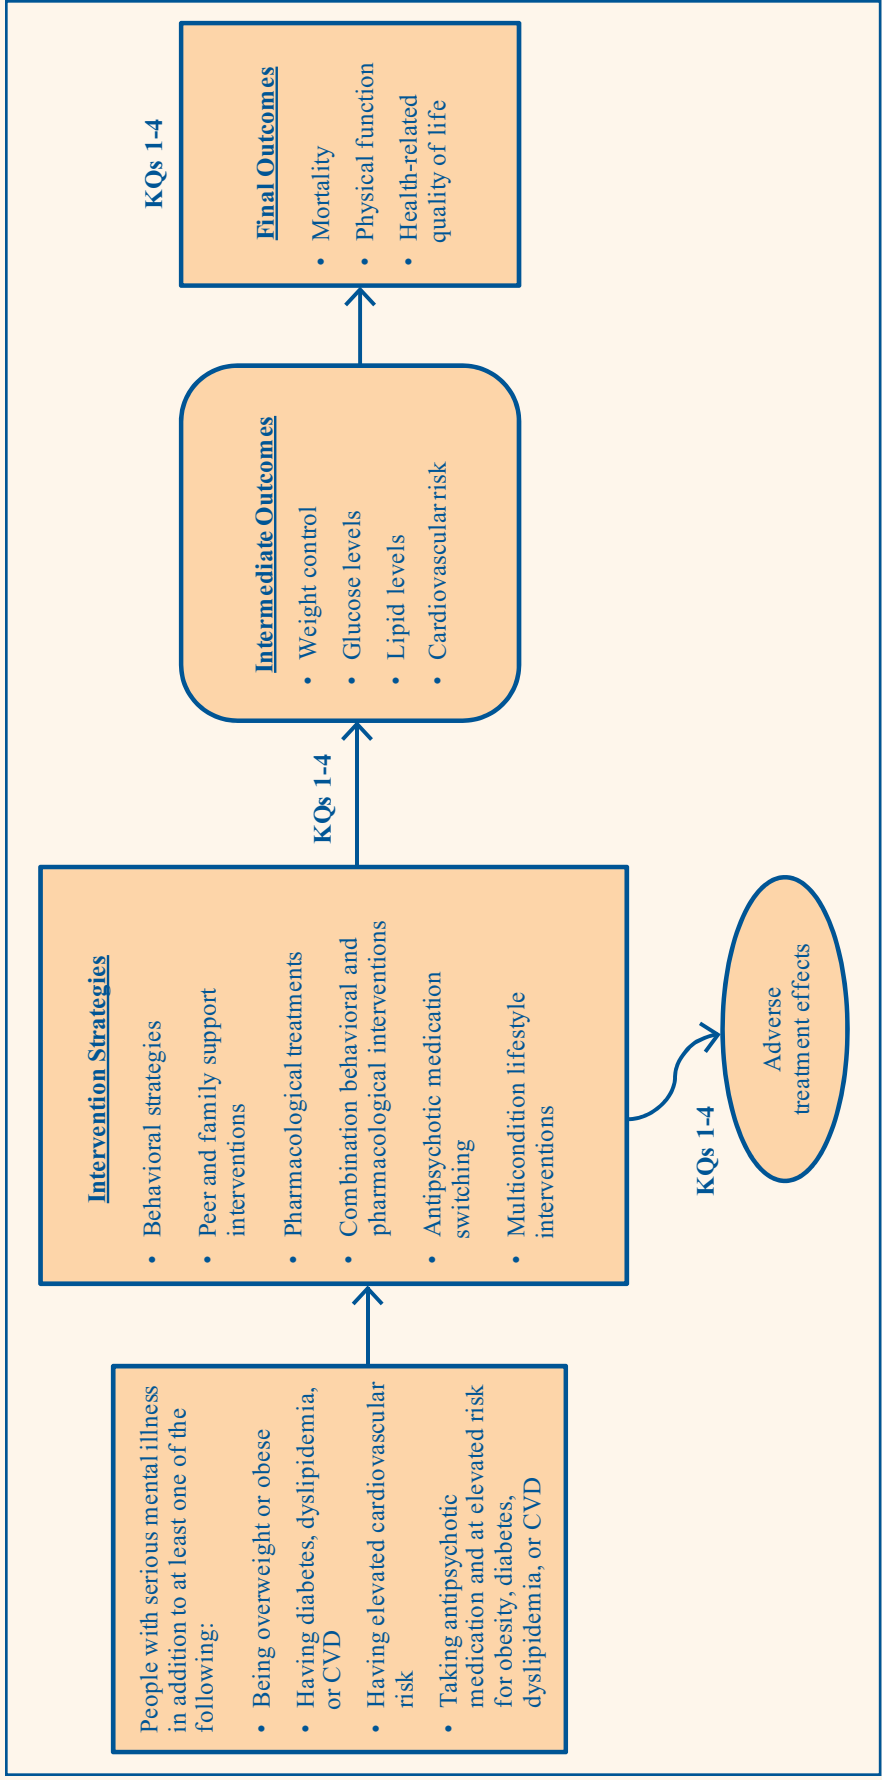 People with serious mental illness
in addition to at least one of the
following:
• Being overweight or obese
• Having diabetes, dyslipidemia,
or CVD
• Having elevated cardiovascular
risk
• Taking antipsychotic
medication and at elevated risk
for obesity, diabetes,
dyslipidemia, or CVD
Intervention Strategies
• Behavioral strategies
• Peer and family support
interventions
• Pharmacological treatments
• Combination behavioral and
pharmacological interventions
• Antipsychotic medication
switching
• Multicondition lifestyle
interventions
KQs 1-4
Adverse
treatment effects
KQs 1-4
Intermediate Outcomes
• Weight control
• Glucose levels
• Lipid levels
• Cardiovascular risk
KQs 1-4
Final Outcomes
• Mortality
• Physical function
• Health-related
quality of life